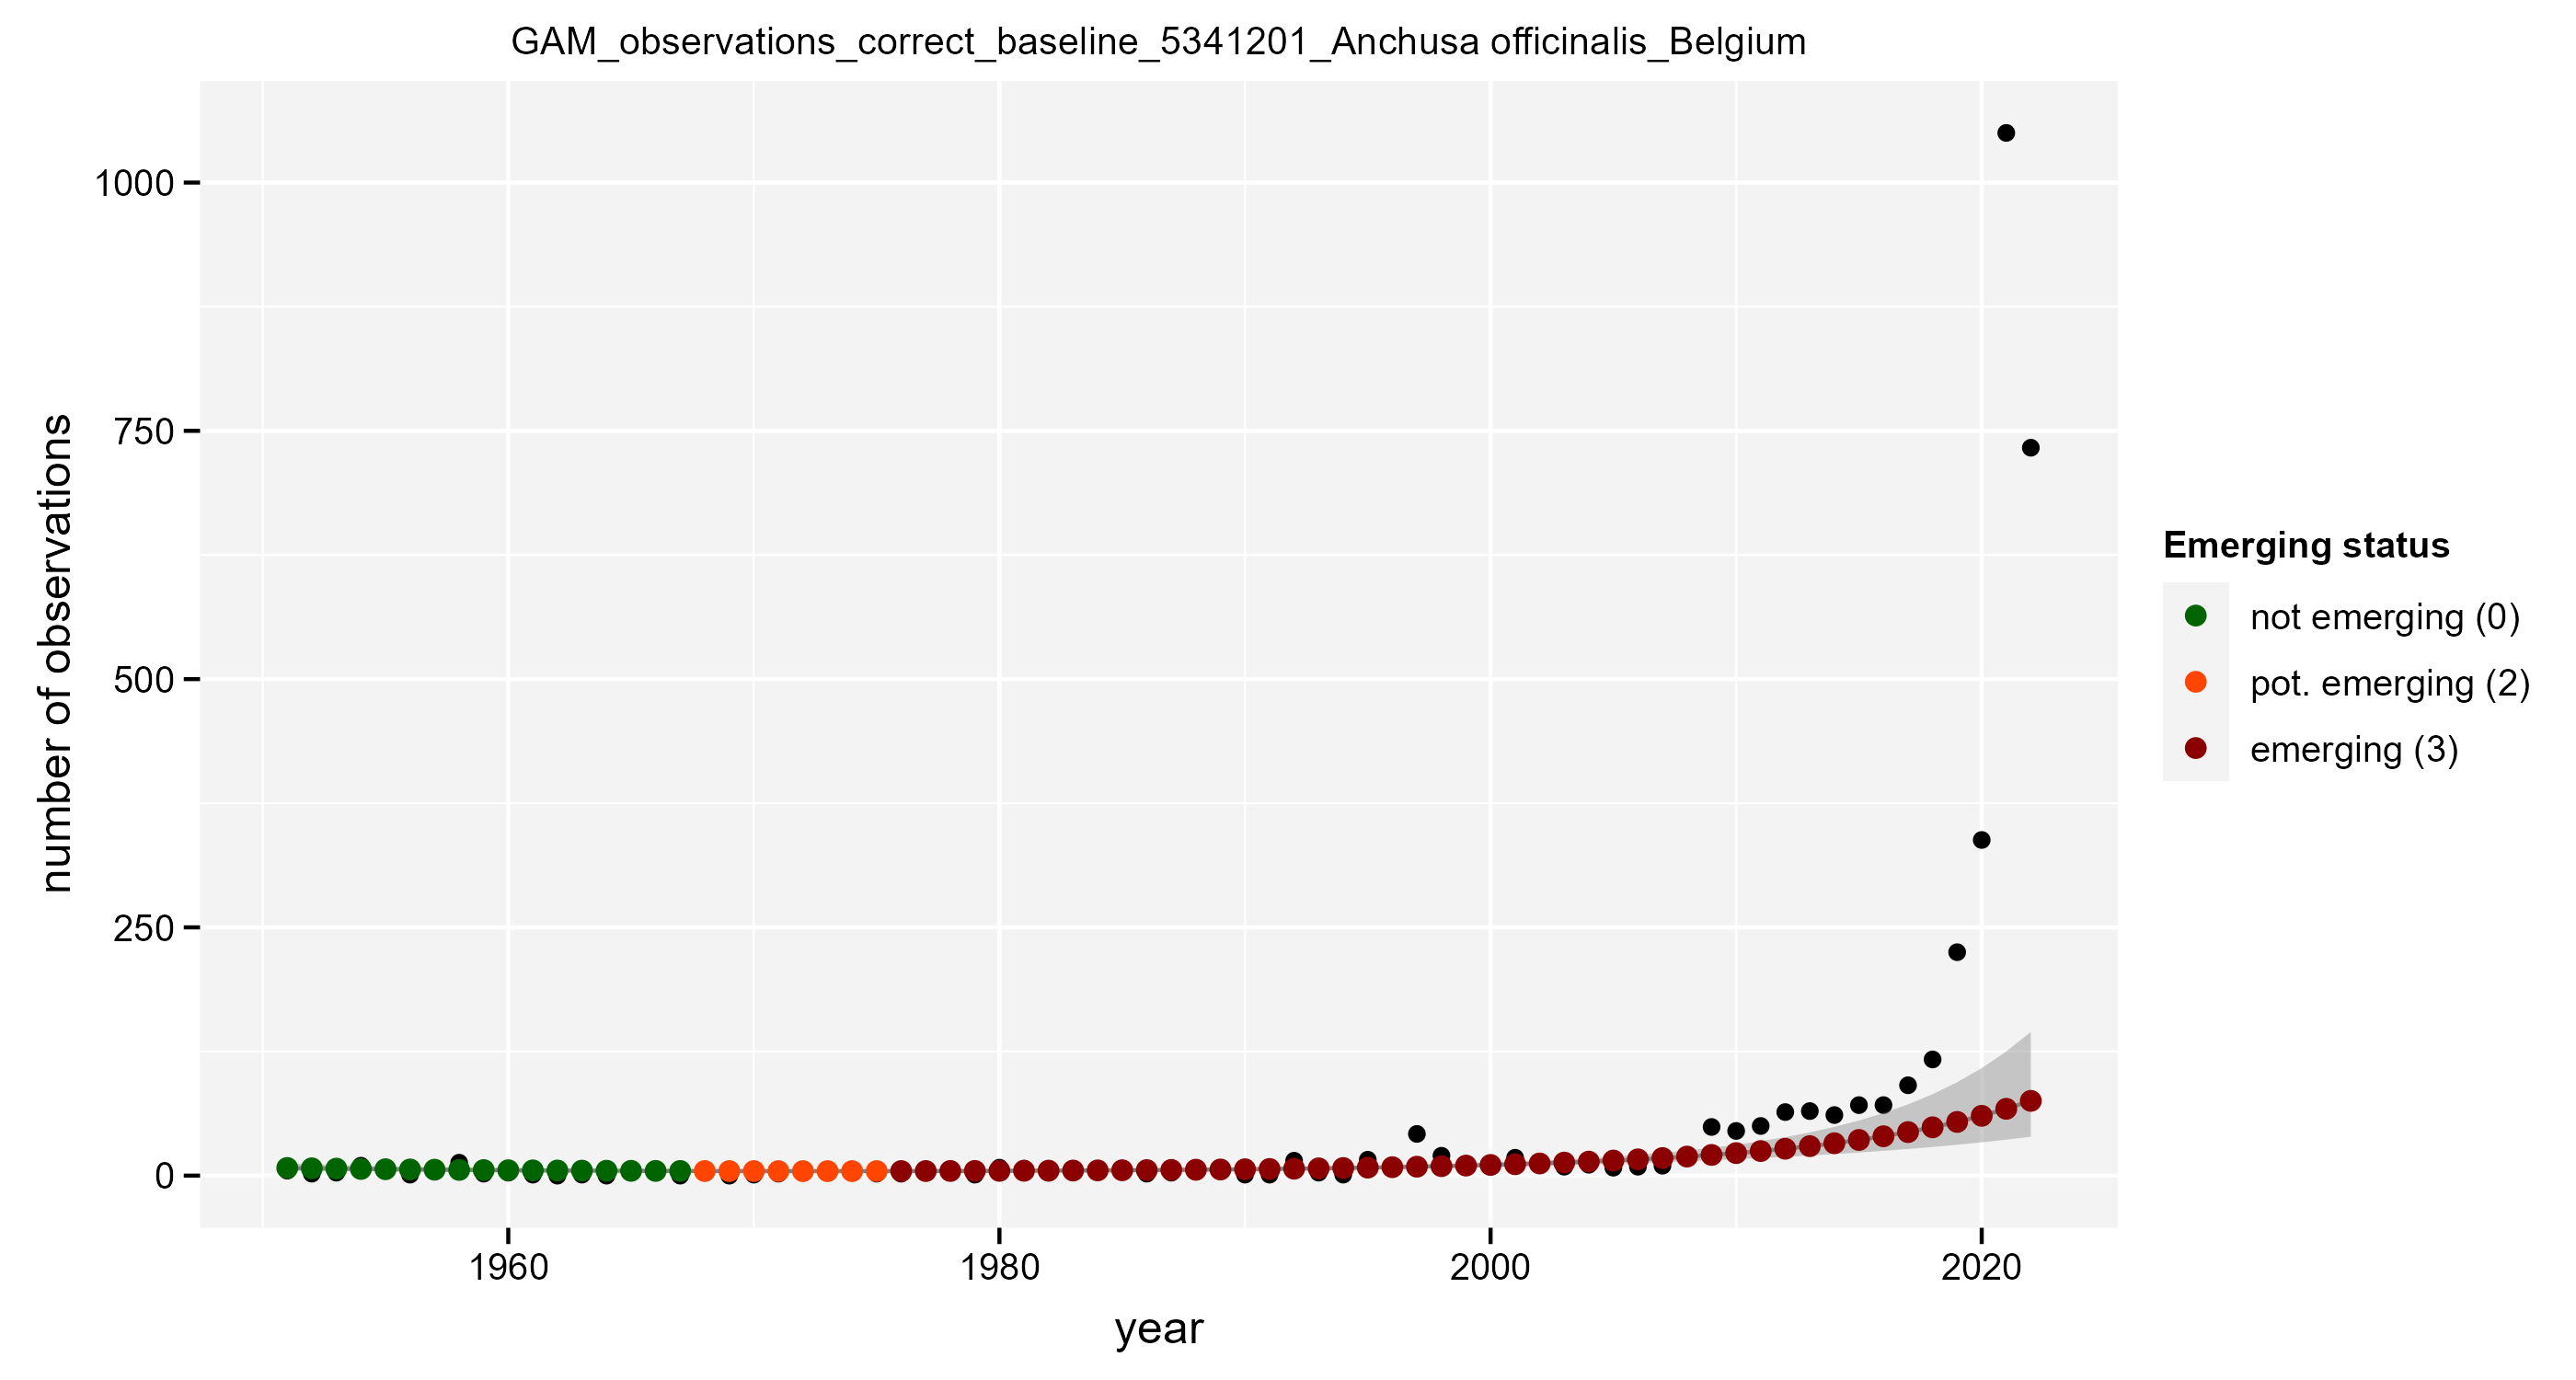 GAM_observations_correct_baseline_5341201_Anchusa officinalis_Belgium
number of observations
1000
750
500
250
0
1960 1980 2000 2020
year
Emerging status
not emerging (0)
pot. emerging (2)
emerging (3)